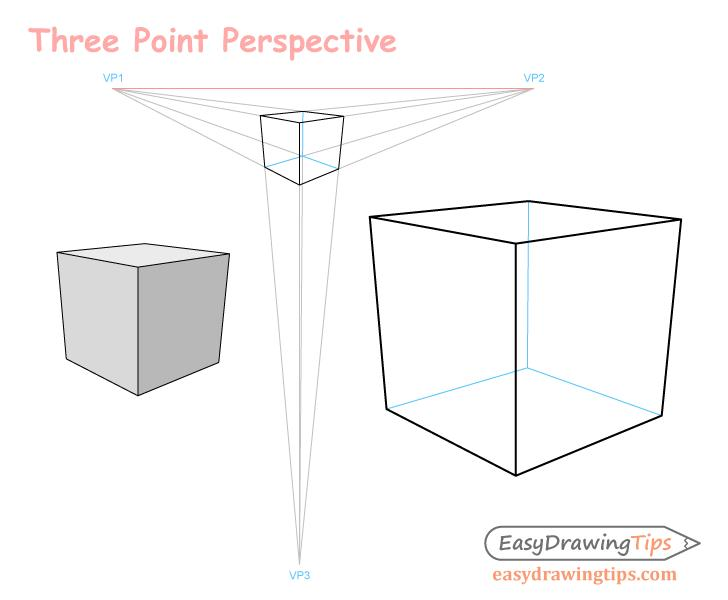 Three Point Perspective
VP1
VP2
VP3
EasyDrawingTips
easydrawingtips.com